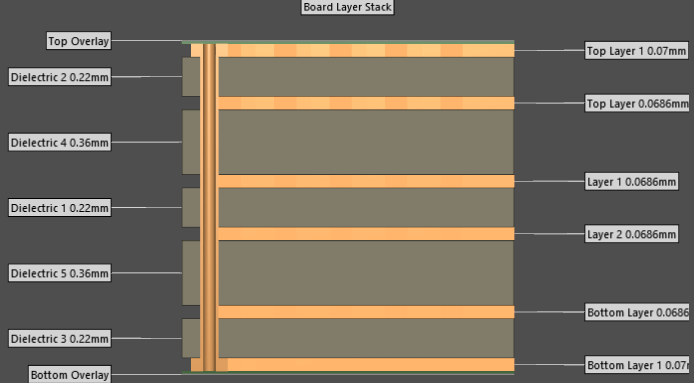 Board Layer Stack
Top Overlay
Top Layer 1 0.07mm
Dielectric 2 0.22mm
Top Layer 0.0686mm
Dielectric 4 0.36mm
Layer 1 0.0686mm
Dielectric 1 0.22mm
Layer 2 0.0686mm
Dielectric 5 0.36mm
Bottom Layer 0.0686
Dielectric 3 0.22mm
Bottom Layer 1 0.07
Bottom Overlay